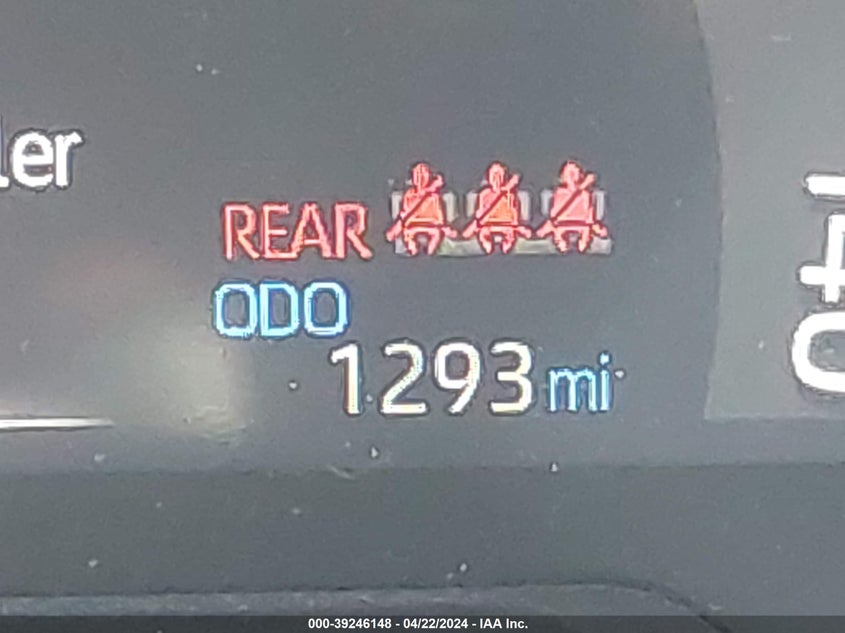 ler
REAR
ODO
1293 mi
000-39246148 - 04/22/2024 - IAA Inc.